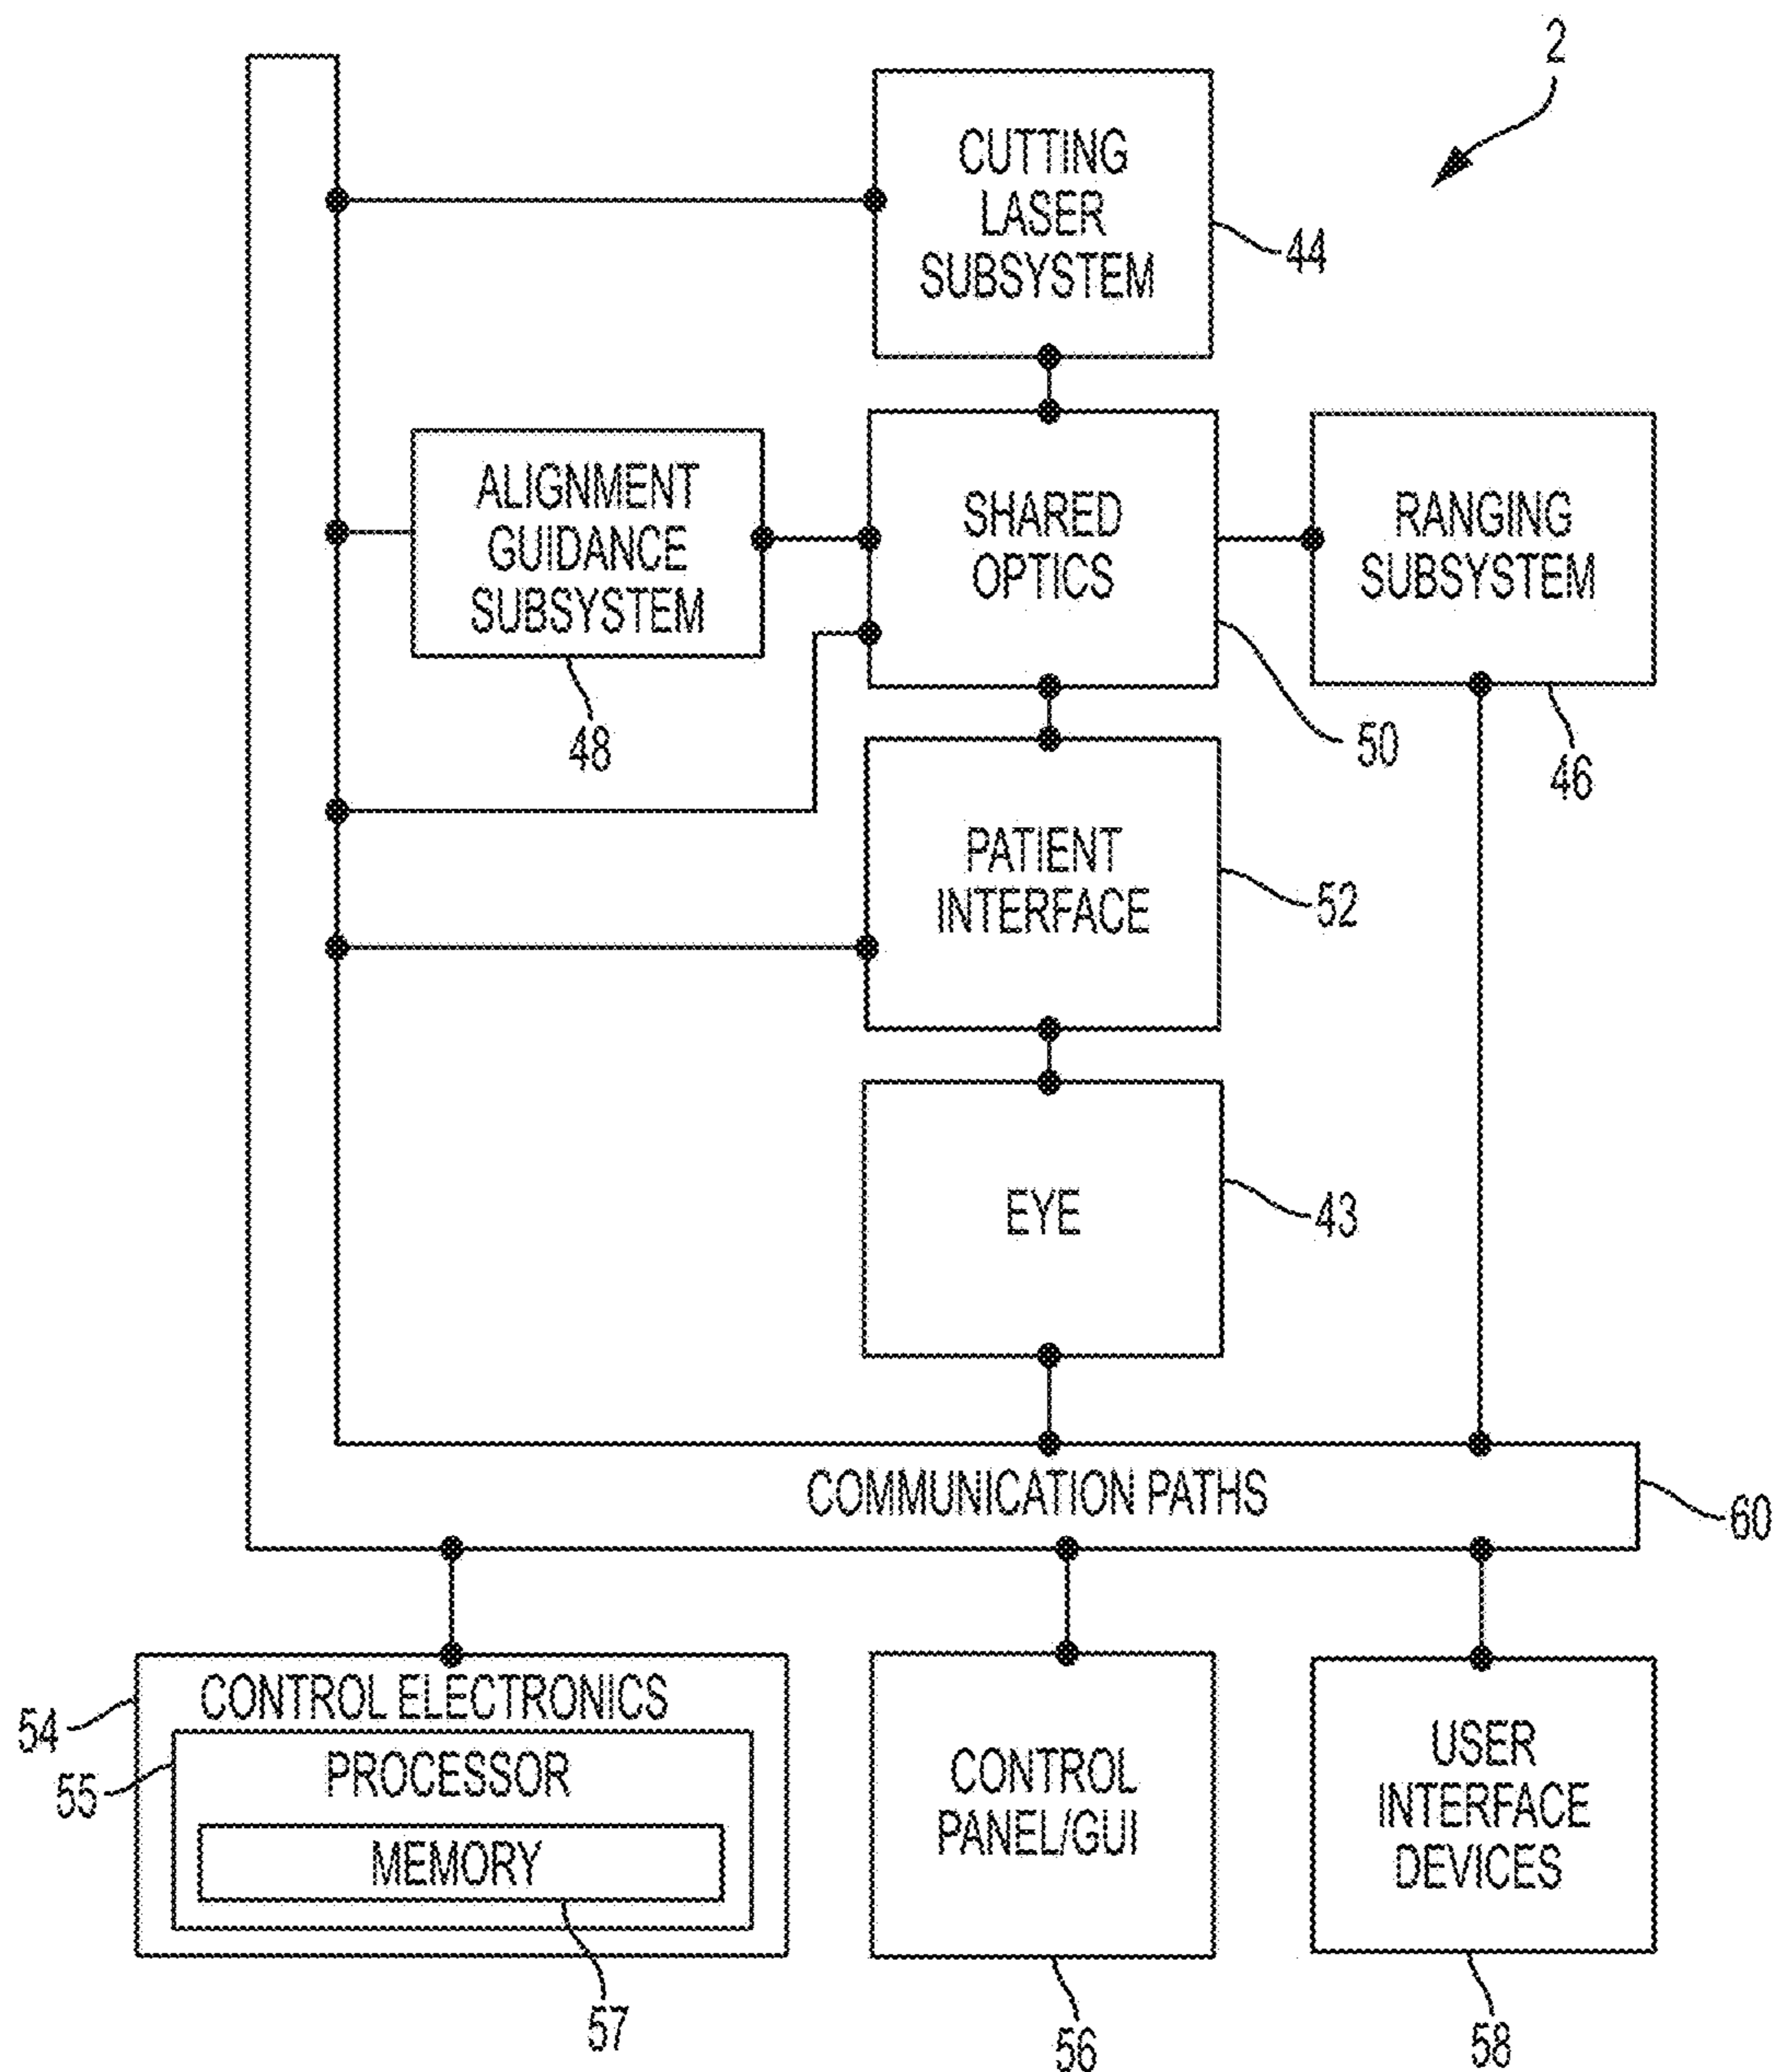 2
CUTTING
LASER
SUBSYSTEM
44
ALIGNMENT
GUIDANCE
SUBSYSTEM
48
SHARED
OPTICS
50
RANGING
SUBSYSTEM
46
PATIENT
INTERFACE
52
EYE
43
COMMUNICATION PATHS
60
CONTROL ELECTRONICS
54
PROCESSOR
55
MEMORY
57
CONTROL
PANEL/GUI
56
USER
INTERFACE
DEVICES
58